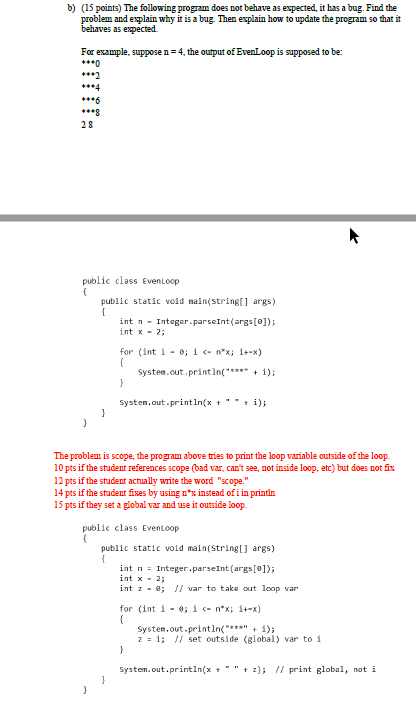 b) (15 points) The following program does not behave as expected, it has a bug. Find the
problem and explain why it is a bug. Then explain how to update the program so that it
behaves as expected.
For example, suppose n = 4, the output of EvenLoop is supposed to be:
***0
***2
***4
***6
***8
2 8
public class EvenLoop
{
public static void main(String[] args)
{
int n = Integer.parseInt(args[0]);
int x = 2;
for (int i = 0; i <= n*x; i+=x)
{
System.out.println("***" + i);
}
System.out.println(x + " " + i);
}
}
The problem is scope, the program above tries to print the loop variable outside of the loop.
10 pts if the student references scope (bad var, can't see, not inside loop, etc) but does not fix
12 pts if the student actually write the word "scope."
14 pts if the student fixes by using n*x instead of i in println
15 pts if they set a global var and use it outside loop.
public class EvenLoop
{
public static void main(String[] args)
{
int n = Integer.parseInt(args[0]);
int x = 2;
int z = 0; // var to take out loop var
for (int i = 0; i <= n*x; i+=x)
{
System.out.println("***" + i);
z = i; // set outside (global) var to i
}
System.out.println(x + " " + z); // print global, not i
}
}